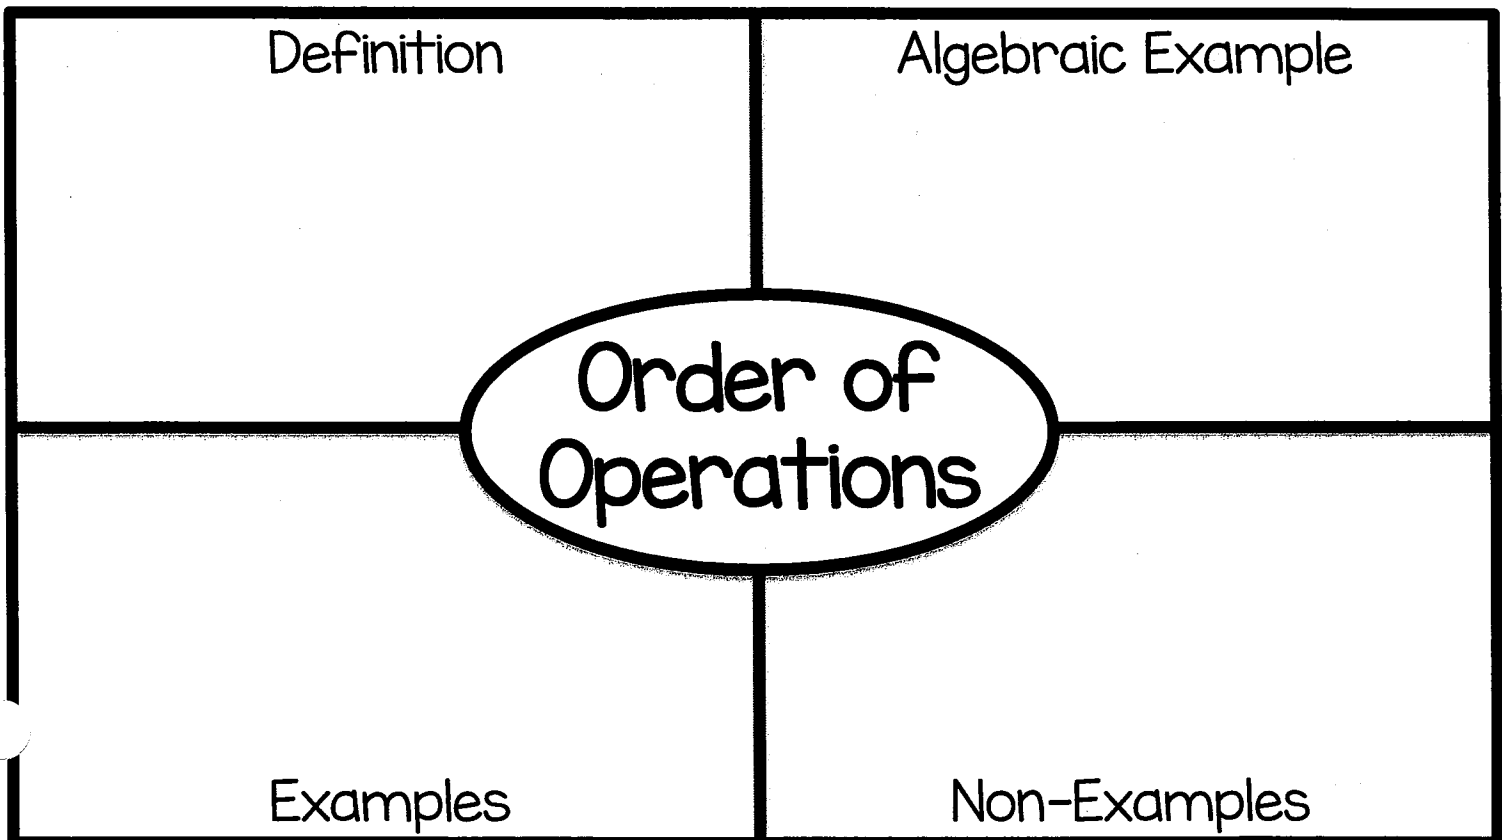 Definition
Algebraic Example
Order of
Operations
Examples
Non-Examples